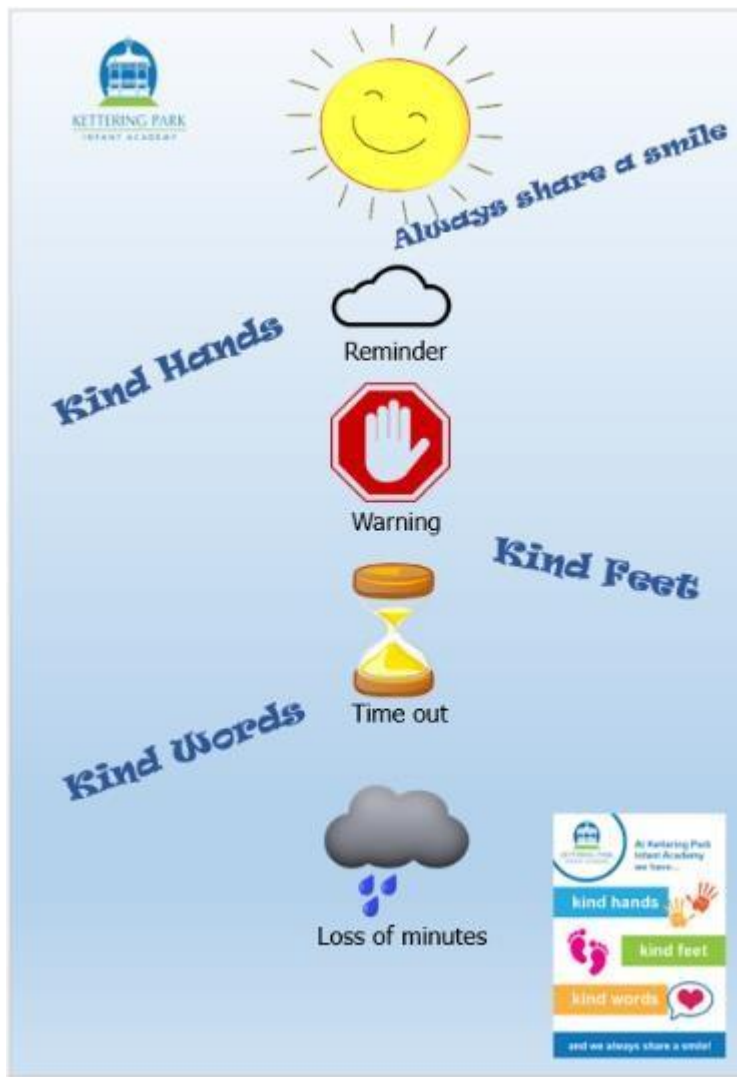 KETTERING PARK
INFANT ACADEMY
Always share a smile
Reminder
Kind Hands
Warning
Kind Feet
Time out
Kind Words
Loss of minutes
KETTERING PARK
At Kettering Park
Infant Academy
we have...
kind hands
kind feet
kind words
and we always share a smile!